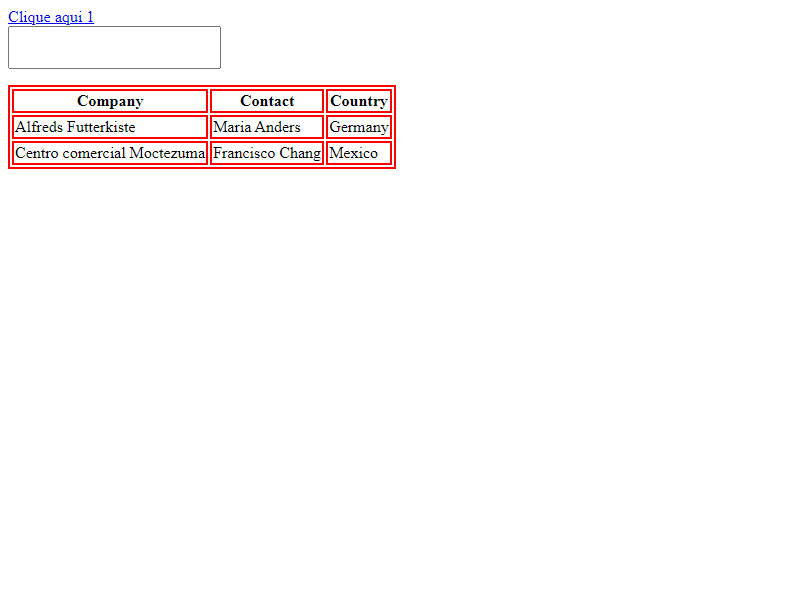 Clique aqui 1
Company Contact Country
Alfreds Futterkiste Maria Anders Germany
Centro comercial Moctezuma Francisco Chang Mexico